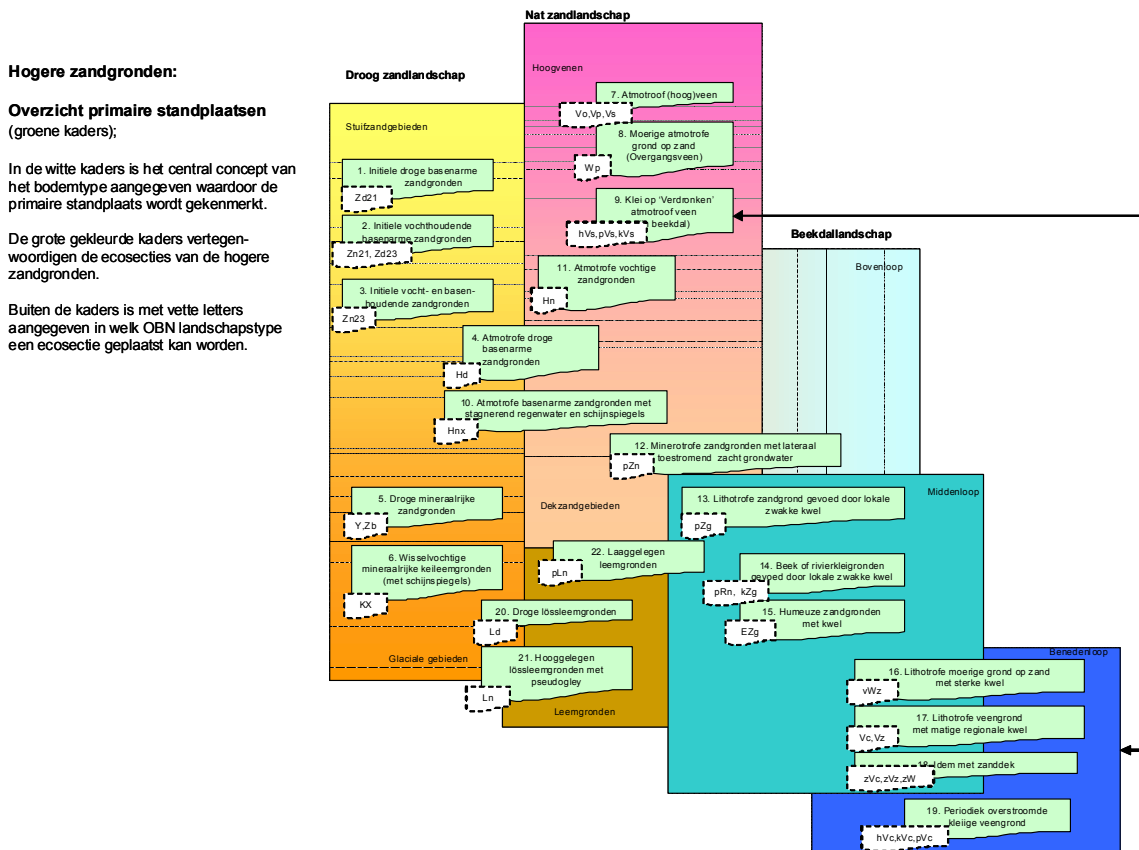 Hogere zandgronden:
Overzicht primaire standplaatsen
(groene kaders);
In de witte kaders is het central concept van
het bodemtype aangegeven waardoor de
primaire standplaats wordt gekenmerkt.
De grote gekleurde kaders vertegen-
woordigen de ecosecties van de hogere
zandgronden.
Buiten de kaders is met vette letters
aangegeven in welk OBN landschapstype
een ecosectie geplaatst kan worden.
Droog zandlandschap
Stuifzandgebieden
1. Initiele droge basenarme
zandgronden
Zd21
2. Initiele vochthoudende
basenarme zandgronden
Zn21, Zd23
3. Initiele vocht- en basen-
houdende zandgronden
Zn23
4. Atmotrofe droge
basenarme
zandgronden
Hd
10. Atmotrofe basenarme zandgronden met
stagnerend regenwater en schijnspiegels
Hnx
5. Droge mineraalrijke
zandgronden
Y,Zb
6. Wisselvochtige
mineraalrijke keileemgronden
(met schijnspiegels)
KX
Glaciale gebieden
Nat zandlandschap
Hoogvenen
7. Atmotroof (hoog)veen
Vo,Vp,Vs
8. Moerige atmotrofe
grond op zand
(Overgangsveen)
Wp
9. Klei op 'Verdronken'
atmotroof veen
beekdal)
hVs,pVs,kVs
11. Atmotrofe vochtige
zandgronden
Hn
12. Minerotrofe zandgronden met lateraal
toestromend zacht grondwater
pZn
Dekzandgebieden
22. Laaggelegen
leemgronden
pLn
20. Droge lössleemgronden
Ld
21. Hooggelegen
lössleemgronden met
pseudogley
Ln
Leemgronden
Beekdallandschap
Bovenloop
Middenloop
13. Lithotrofe zandgrond gevoed door lokale
zwakke kwel
pZg
14. Beek of rivierkleigronden
gevoed door lokale zwakke kwel
pRn, kZg
15. Humeuze zandgronden
met kwel
EZg
Benedenloop
16. Lithotrofe moerige grond op zand
met sterke kwel
vWz
17. Lithotrofe veengrond
met matige regionale kwel
Vc,Vz
18. Idem met zanddek
zVc,zVz,zW
19. Periodiek overstroomde
kleiige veengrond
hVc,kVc,pVc